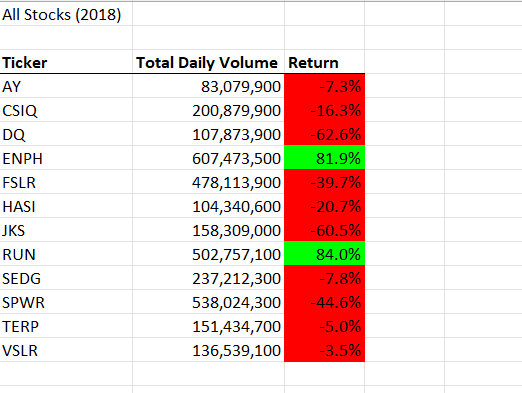 All Stocks (2018)
Ticker Total Daily Volume Return
AY 83,079,900 -7.3%
CSIQ 200,879,900 -16.3%
DQ 107,873,900 -62.6%
ENPH 607,473,500 81.9%
FSLR 478,113,900 -39.7%
HASI 104,340,600 -20.7%
JKS 158,309,000 -60.5%
RUN 502,757,100 84.0%
SEDG 237,212,300 -7.8%
SPWR 538,024,300 -44.6%
TERP 151,434,700 -5.0%
VSLR 136,539,100 -3.5%